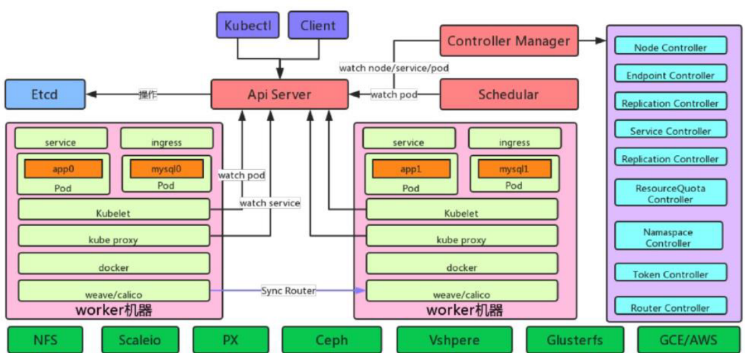 Kubectl
Client
Controller Manager
watch node/service/pod
Etcd
操作
Api Server
watch pod
Schedular
service
ingress
app0
Pod
mysql0
Pod
Kubelet
kube proxy
docker
weave/calico
worker机器
watch pod
watch service
Sync Router
service
ingress
app1
Pod
mysql1
Pod
Kubelet
kube proxy
docker
weave/calico
worker机器
Node Controller
Endpoint Controller
Replication Controller
Service Controller
Replication Controller
ResourceQuota
Controller
Namaspace
Controller
Token Controller
Router Controller
NFS
Scaleio
PX
Ceph
Vshpere
Glusterfs
GCE/AWS